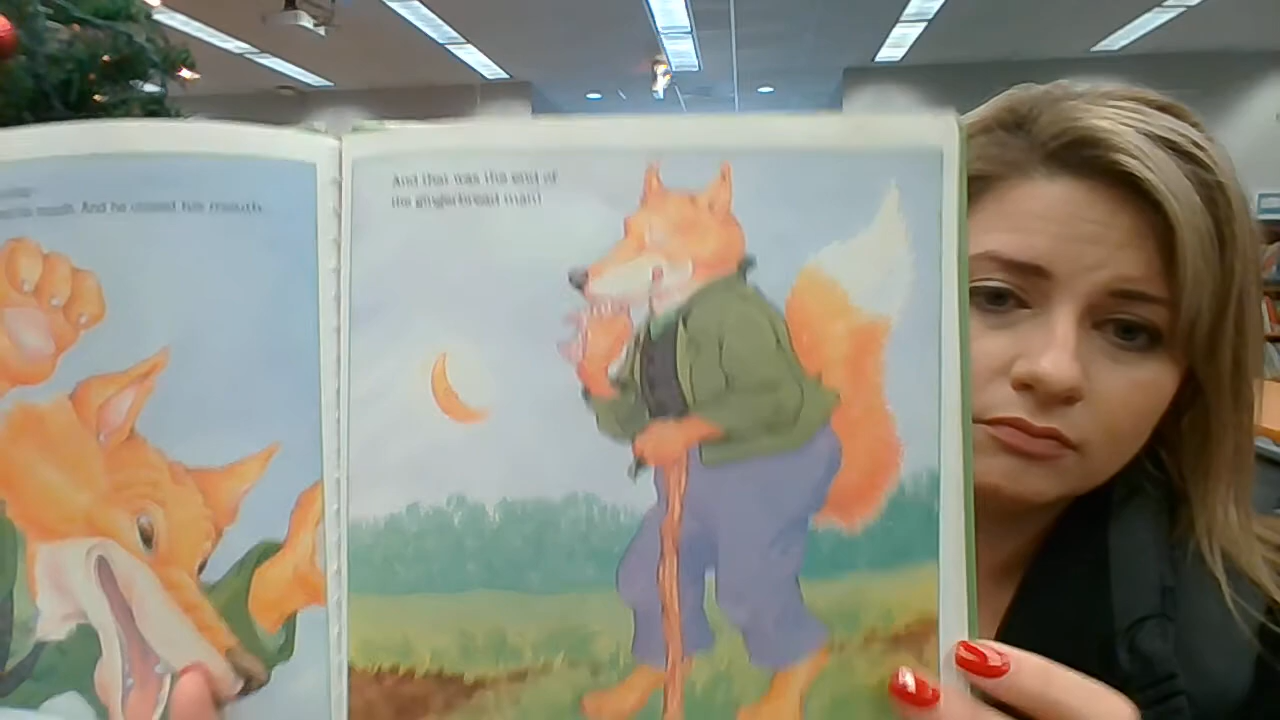 And he closed his mouth.
And that was the end of
the gingerbread man!